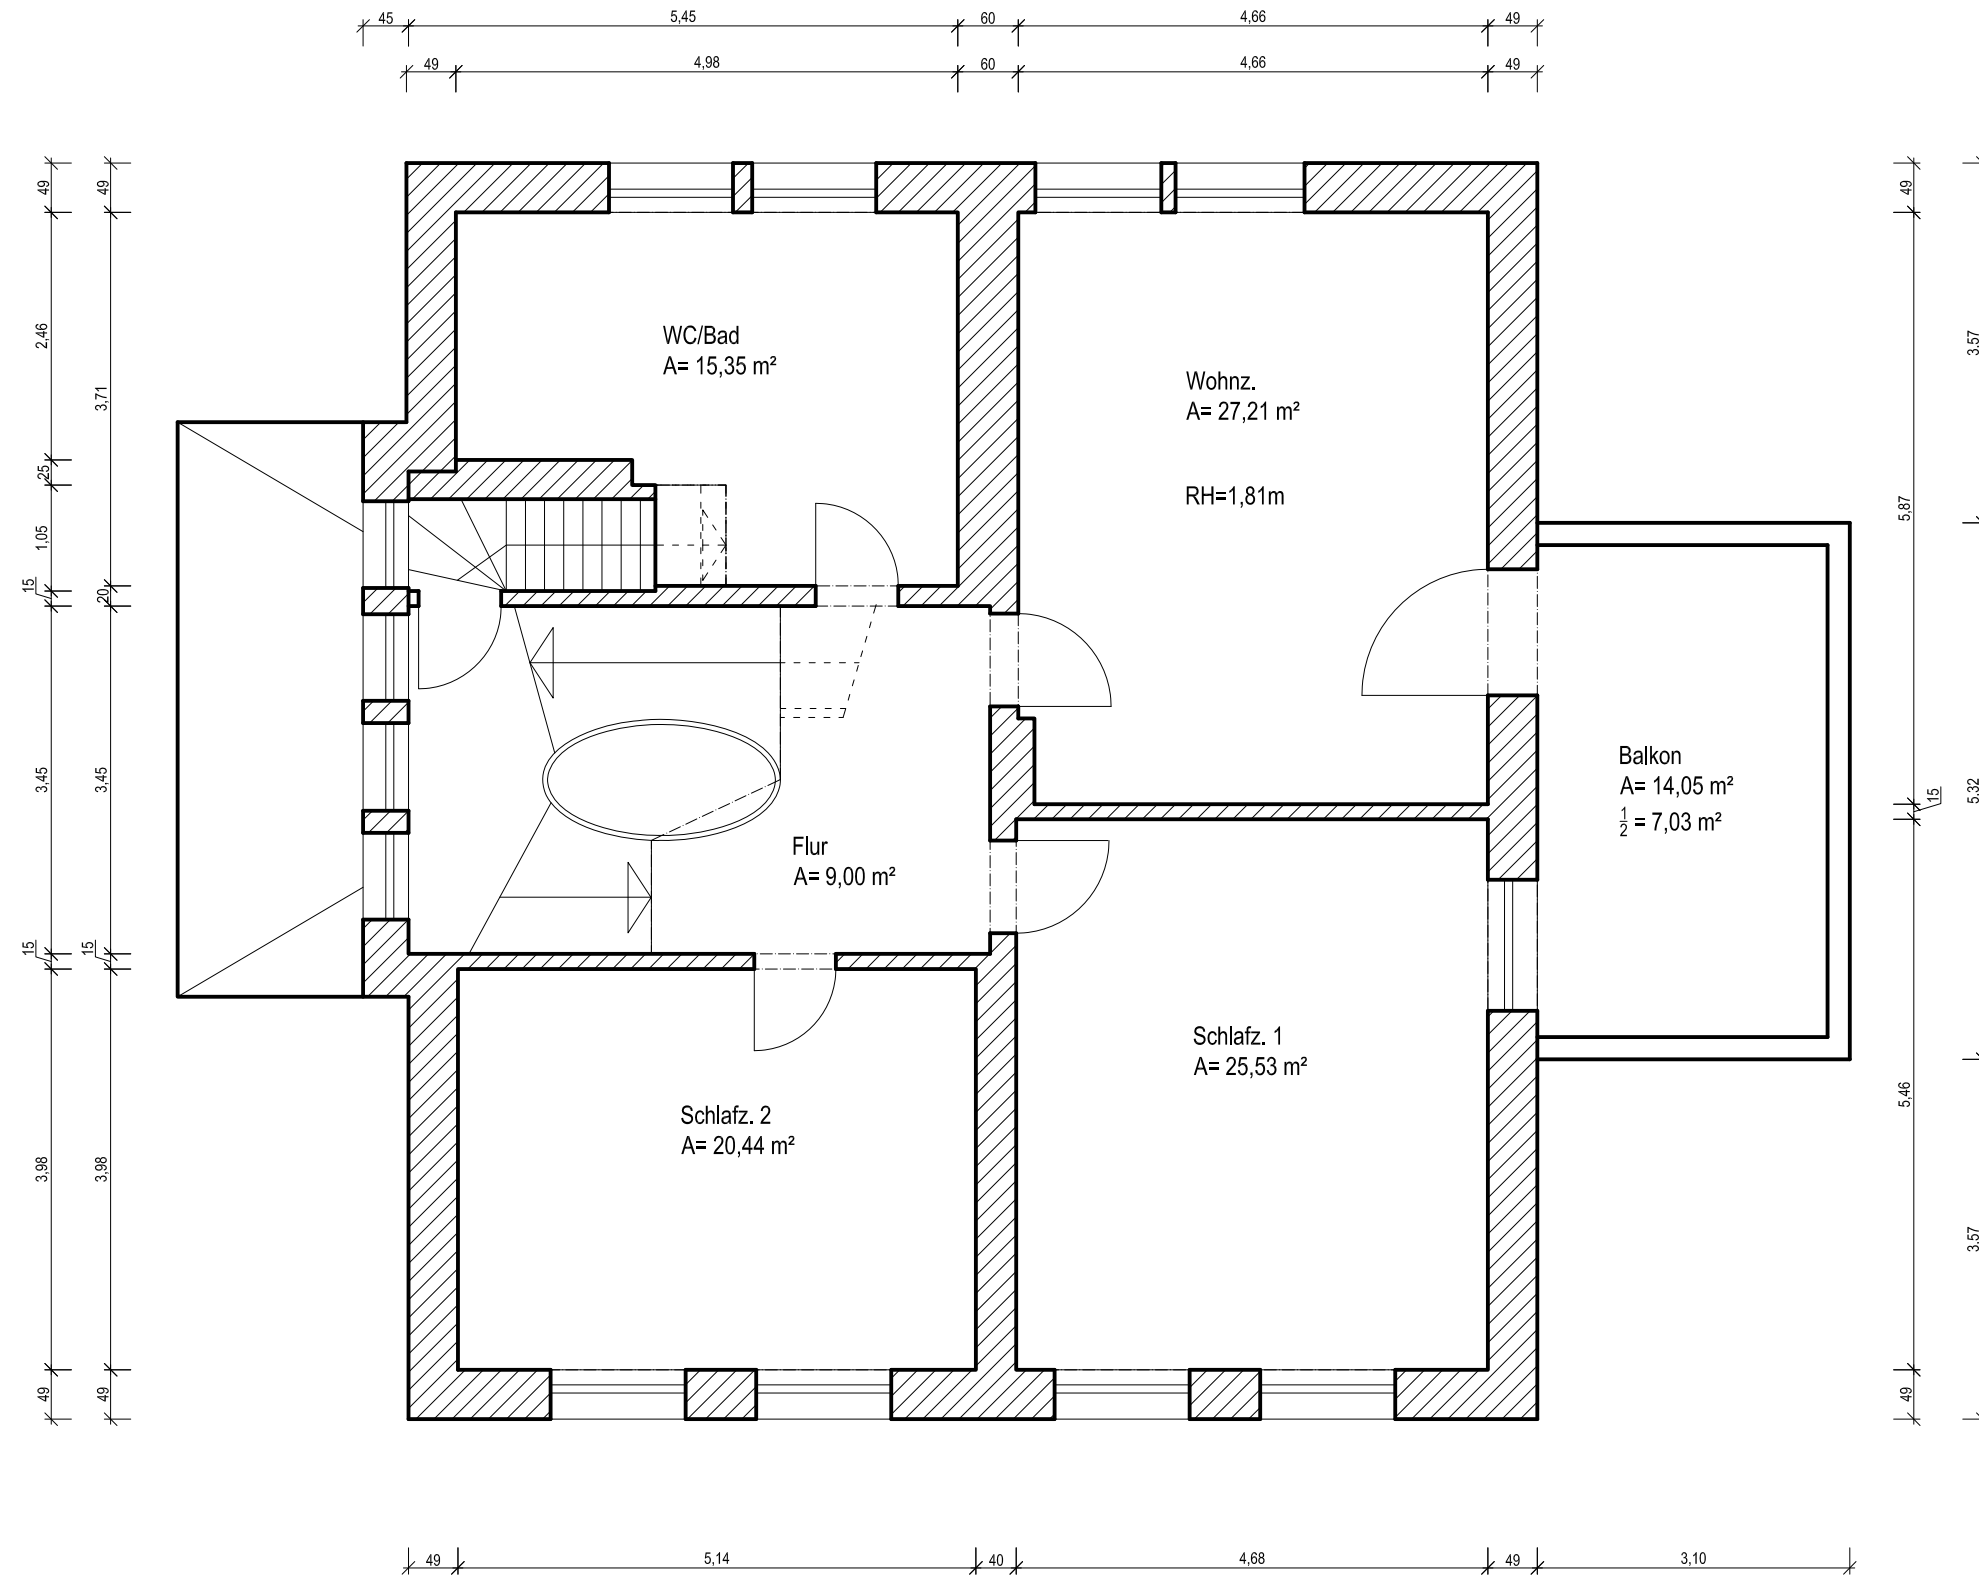 45
5,45
60
4,66
49
49
4,98
60
4,66
49
49
2,46
25
1,05
15
3,45
15
3,98
49
49
3,71
20
3,45
15
3,98
49
WC/Bad
A= 15,35 m²
Wohnz.
A= 27,21 m²
RH=1,81m
Balkon
A= 14,05 m²
½ = 7,03 m²
Flur
A= 9,00 m²
Schlafz. 1
A= 25,53 m²
Schlafz. 2
A= 20,44 m²
49
5,87
15
5,46
49
3.57
5.32
3.57
49
5,14
40
4,68
49
3,10